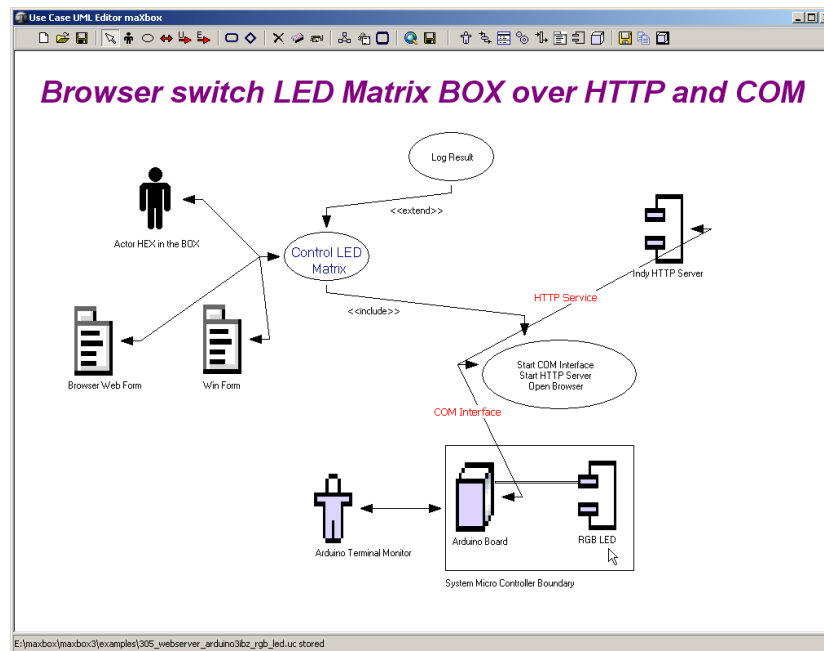 Use Case UML Editor maXbox
Browser switch LED Matrix BOX over HTTP and COM
Log Result
<<extend>>
Actor HEX in the BOX
Control LED
Matrix
Indy HTTP Server
HTTP Service
<<include>>
Browser Web Form
Win Form
Start COM Interface
Start HTTP Server
Open Browser
COM Interface
Arduino Terminal Monitor
Arduino Board
RGB LED
System Micro Controller Boundary
E:\maxbox\maxbox3\examples\305_webserver_arduino3ibz_rgb_led.uc stored